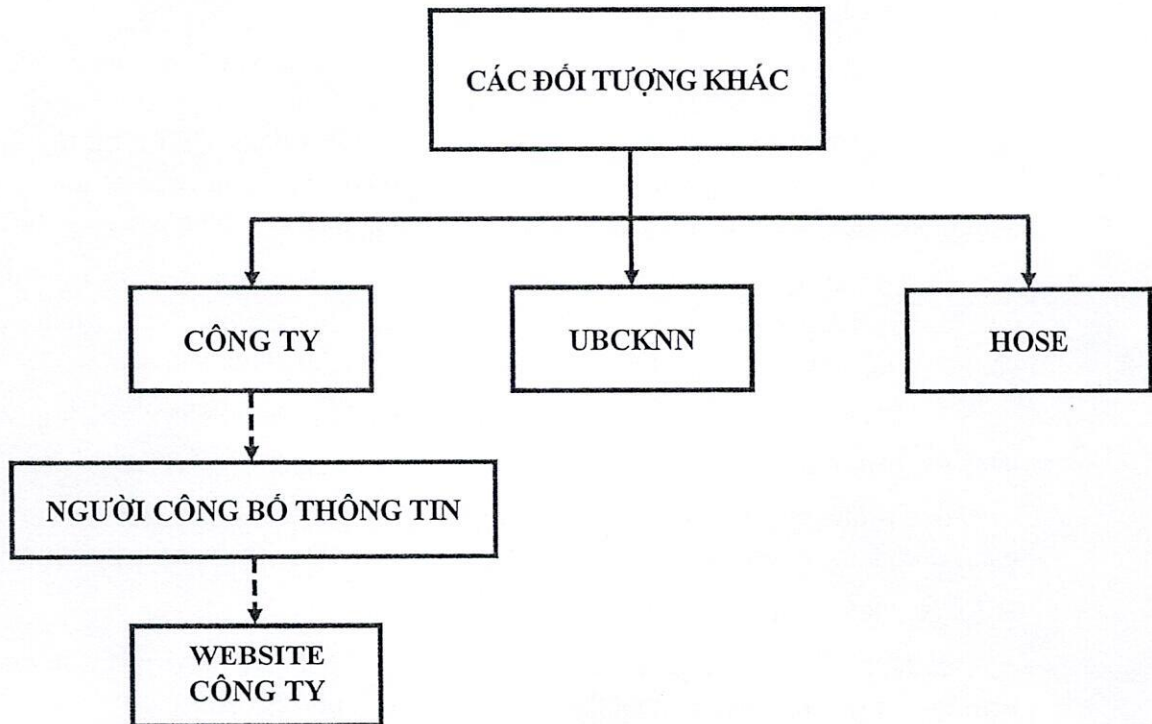 CÁC ĐỐI TƯỢNG KHÁC
CÔNG TY
UBCKNN
HOSE
NGƯỜI CÔNG BỐ THÔNG TIN
WEBSITE
CÔNG TY